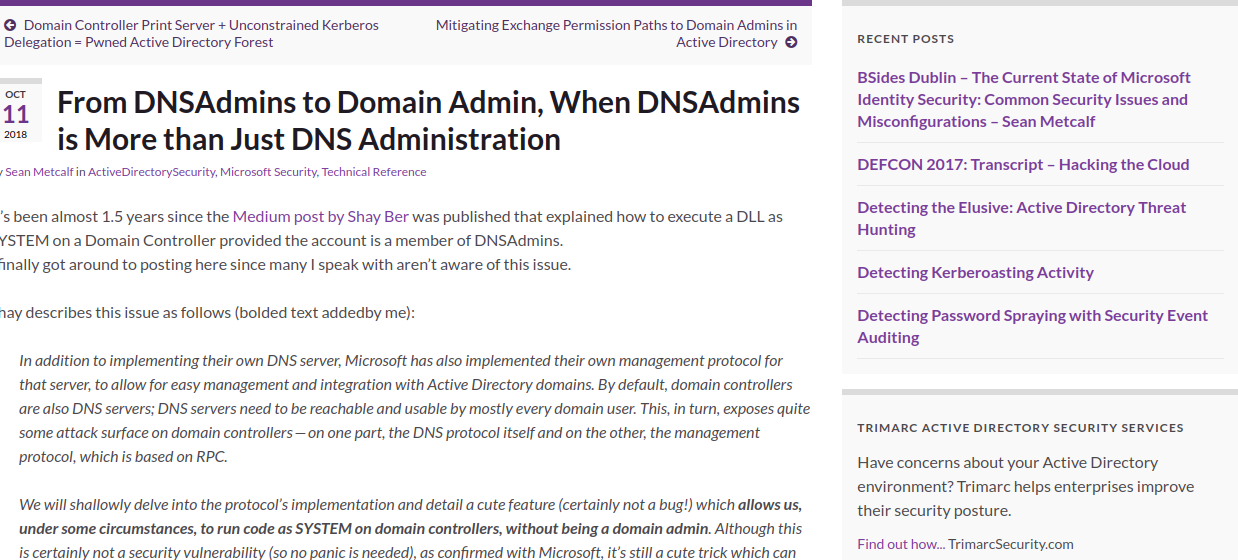 Domain Controller Print Server + Unconstrained Kerberos
Delegation = Pwned Active Directory Forest
Mitigating Exchange Permission Paths to Domain Admins in
Active Directory
OCT
11
2018
From DNSAdmins to Domain Admin, When DNSAdmins
is More than Just DNS Administration
y Sean Metcalf in ActiveDirectorySecurity, Microsoft Security, Technical Reference
's been almost 1.5 years since the Medium post by Shay Ber was published that explained how to execute a DLL as
YSTEM on a Domain Controller provided the account is a member of DNSAdmins.
finally got around to posting here since many I speak with aren't aware of this issue.
hay describes this issue as follows (bolded text addedby me):
In addition to implementing their own DNS server, Microsoft has also implemented their own management protocol for
that server, to allow for easy management and integration with Active Directory domains. By default, domain controllers
are also DNS servers; DNS servers need to be reachable and usable by mostly every domain user. This, in turn, exposes quite
some attack surface on domain controllers — on one part, the DNS protocol itself and on the other, the management
protocol, which is based on RPC.
We will shallowly delve into the protocol's implementation and detail a cute feature (certainly not a bug!) which allows us,
under some circumstances, to run code as SYSTEM on domain controllers, without being a domain admin. Although this
is certainly not a security vulnerability (so no panic is needed), as confirmed with Microsoft, it's still a cute trick which can
RECENT POSTS
BSides Dublin – The Current State of Microsoft
Identity Security: Common Security Issues and
Misconfigurations – Sean Metcalf
DEFCON 2017: Transcript – Hacking the Cloud
Detecting the Elusive: Active Directory Threat
Hunting
Detecting Kerberoasting Activity
Detecting Password Spraying with Security Event
Auditing
TRIMARC ACTIVE DIRECTORY SECURITY SERVICES
Have concerns about your Active Directory
environment? Trimarc helps enterprises improve
their security posture.
Find out how... TrimarcSecurity.com